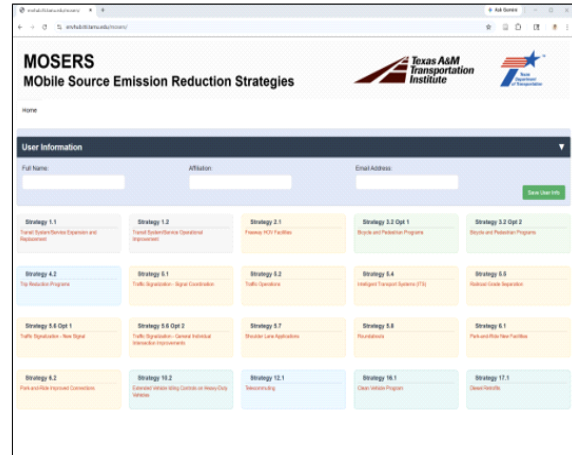 Ask Gemini
MOSERS
MObile Source Emission Reduction Strategies
Texas A&M
Transportation
Institute
Texas
Department
of Transportation
Home
User Information
Full Name:
Affiliation:
Email Address:
Save User Info
Strategy 1.1
Transit System/Service Expansion and
Replacement
Strategy 1.2
Transit System/Service Operational
Improvement
Strategy 2.1
Freeway HOV Facilities
Strategy 3.2 Opt 1
Bicycle and Pedestrian Programs
Strategy 3.2 Opt 2
Bicycle and Pedestrian Programs
Strategy 4.2
Trip Reduction Programs
Strategy 5.1
Traffic Signalization - Signal Coordination
Strategy 5.2
Traffic Operations
Strategy 5.4
Intelligent Transport Systems (ITS)
Strategy 5.5
Railroad Grade Separation
Strategy 5.6 Opt 1
Traffic Signalization - New Signal
Strategy 5.6 Opt 2
Traffic Signalization - General Individual
Intersection Improvements
Strategy 5.7
Shoulder Lane Applications
Strategy 5.8
Roundabouts
Strategy 6.1
Park-and-Ride New Facilities
Strategy 6.2
Park-and-Ride Improved Connections
Strategy 10.2
Extended Vehicle Idling Controls on Heavy-Duty
Vehicles
Strategy 12.1
Telecommuting
Strategy 16.1
Clean Vehicle Program
Strategy 17.1
Diesel Retrofits